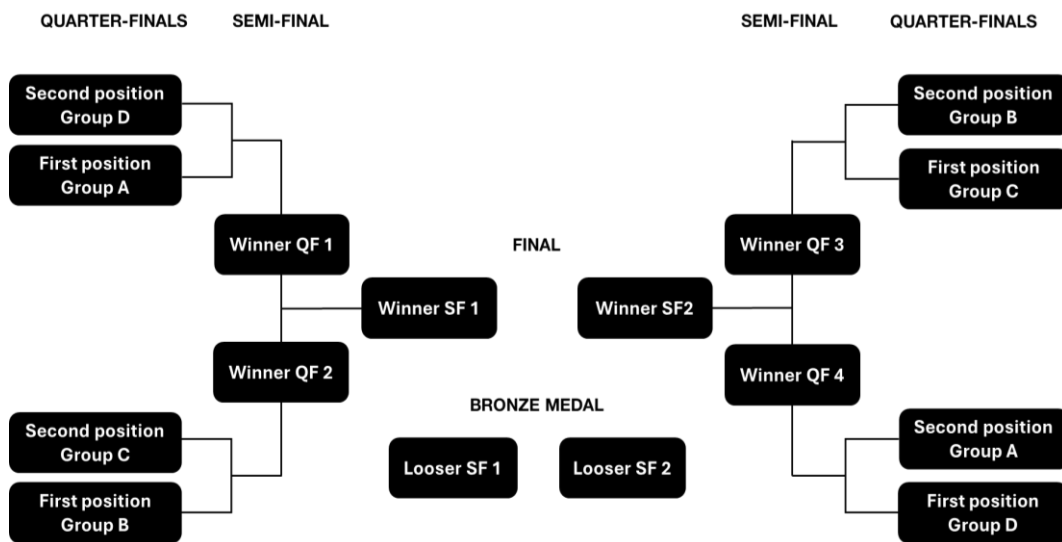 QUARTER-FINALS
SEMI-FINAL
SEMI-FINAL
QUARTER-FINALS
Second position
Group D
First position
Group A
Second position
Group B
First position
Group C
Winner QF 1
FINAL
Winner QF 3
Winner SF 1
Winner SF2
Winner QF 2
Winner QF 4
BRONZE MEDAL
Second position
Group C
First position
Group B
Looser SF 1
Looser SF 2
Second position
Group A
First position
Group D